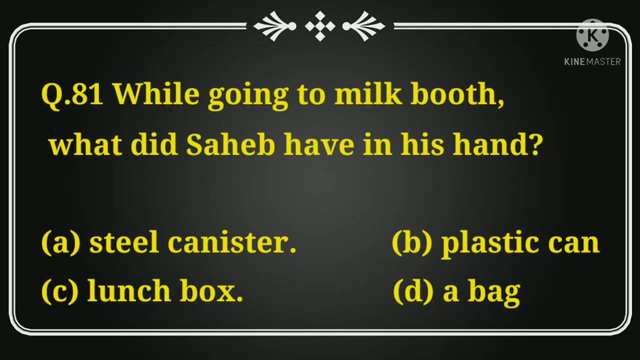 K
KINEMASTER
Q.81 While going to milk booth,
what did Saheb have in his hand?
(a) steel canister. (b) plastic can
(c) lunch box. (d) a bag